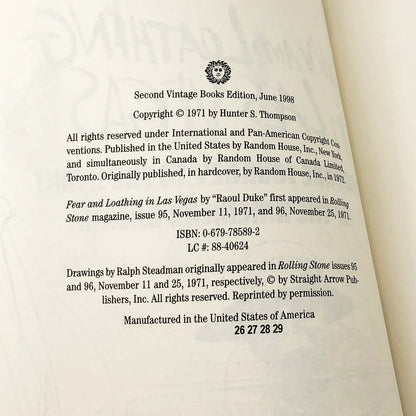 Second Vintage Books Edition, June 1998
Copyright © 1971 by Hunter S. Thompson
All rights reserved under International and Pan-American Copyright Con-
ventions. Published in the United States by Random House, Inc., New York,
and simultaneously in Canada by Random House of Canada Limited,
Toronto. Originally published, in hardcover, by Random House, Inc., in 1972.
Fear and Loathing in Las Vegas by “Raoul Duke” first appeared in Rolling
Stone magazine, issue 95, November 11, 1971, and 96, November 25, 1971.
ISBN: 0-679-78589-2
LC #: 88-40624
Drawings by Ralph Steadman originally appeared in Rolling Stone issues 95
and 96, November 11 and 25, 1971, respectively, © by Straight Arrow Pub-
lishers, Inc. All rights reserved. Reprinted by permission.
Manufactured in the United States of America
26 27 28 29